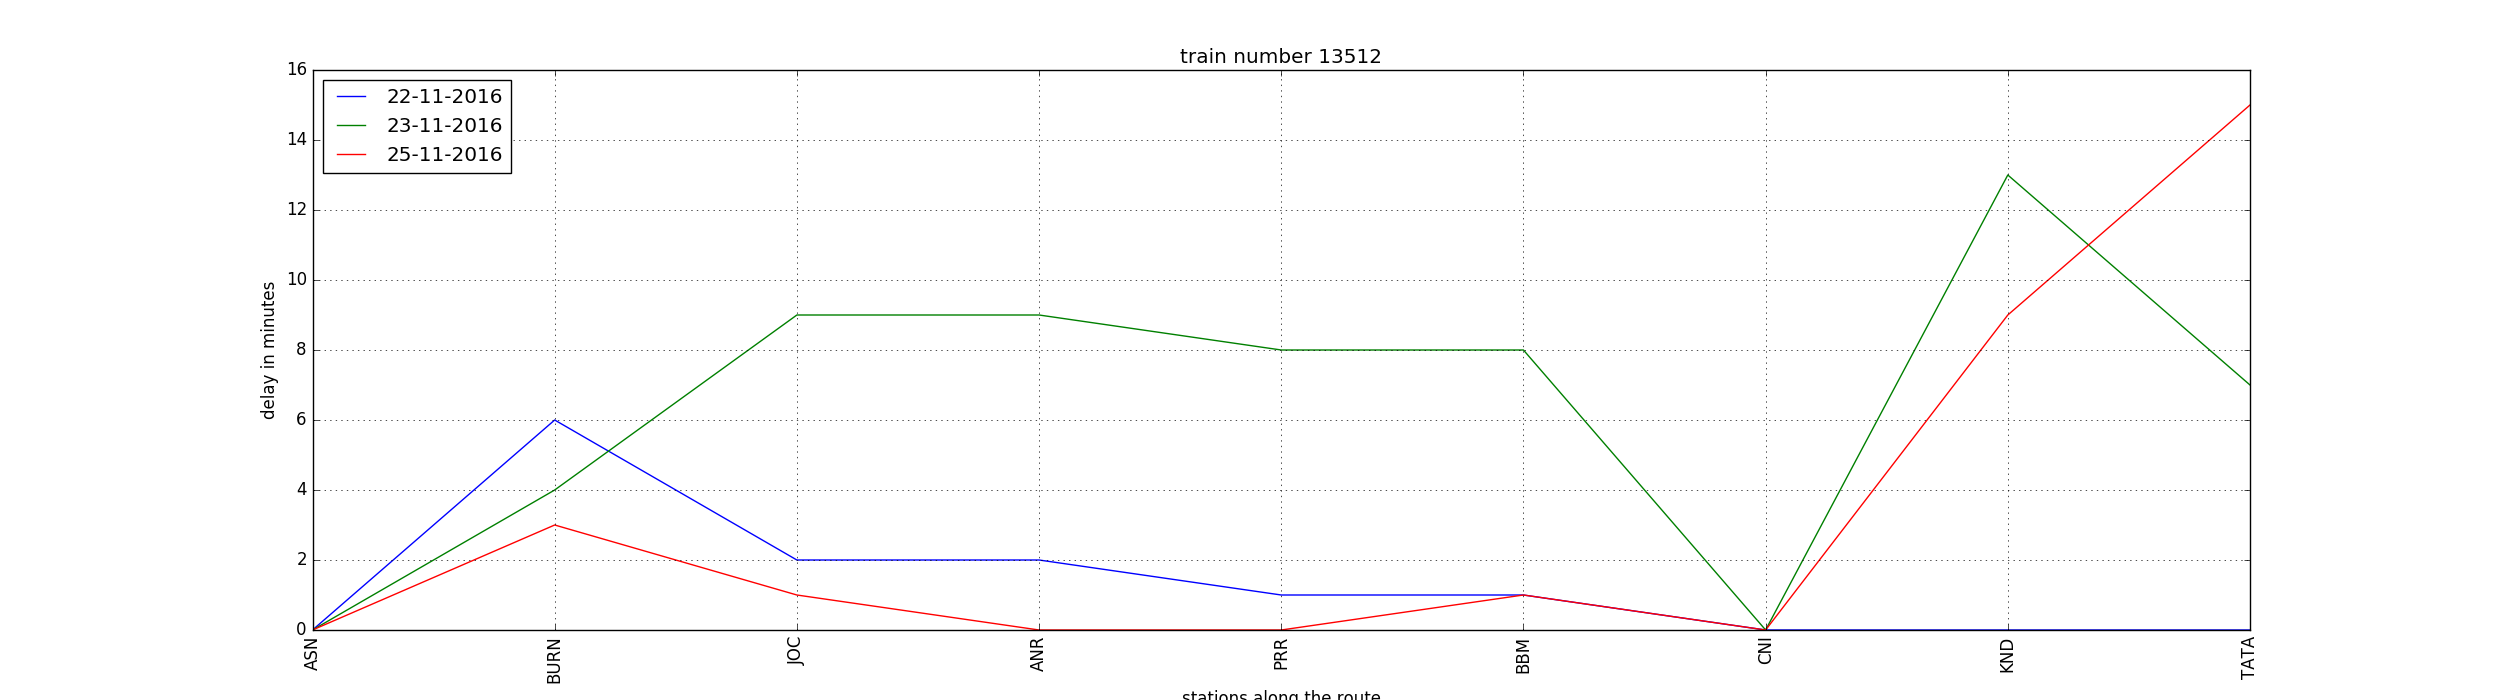 train number 13512
16
14
12
10
8
6
4
2
0
delay in minutes
22-11-2016
23-11-2016
25-11-2016
ASN
BURN
JOC
ANR
PRR
BBM
CNI
KND
TATA
stations along the route